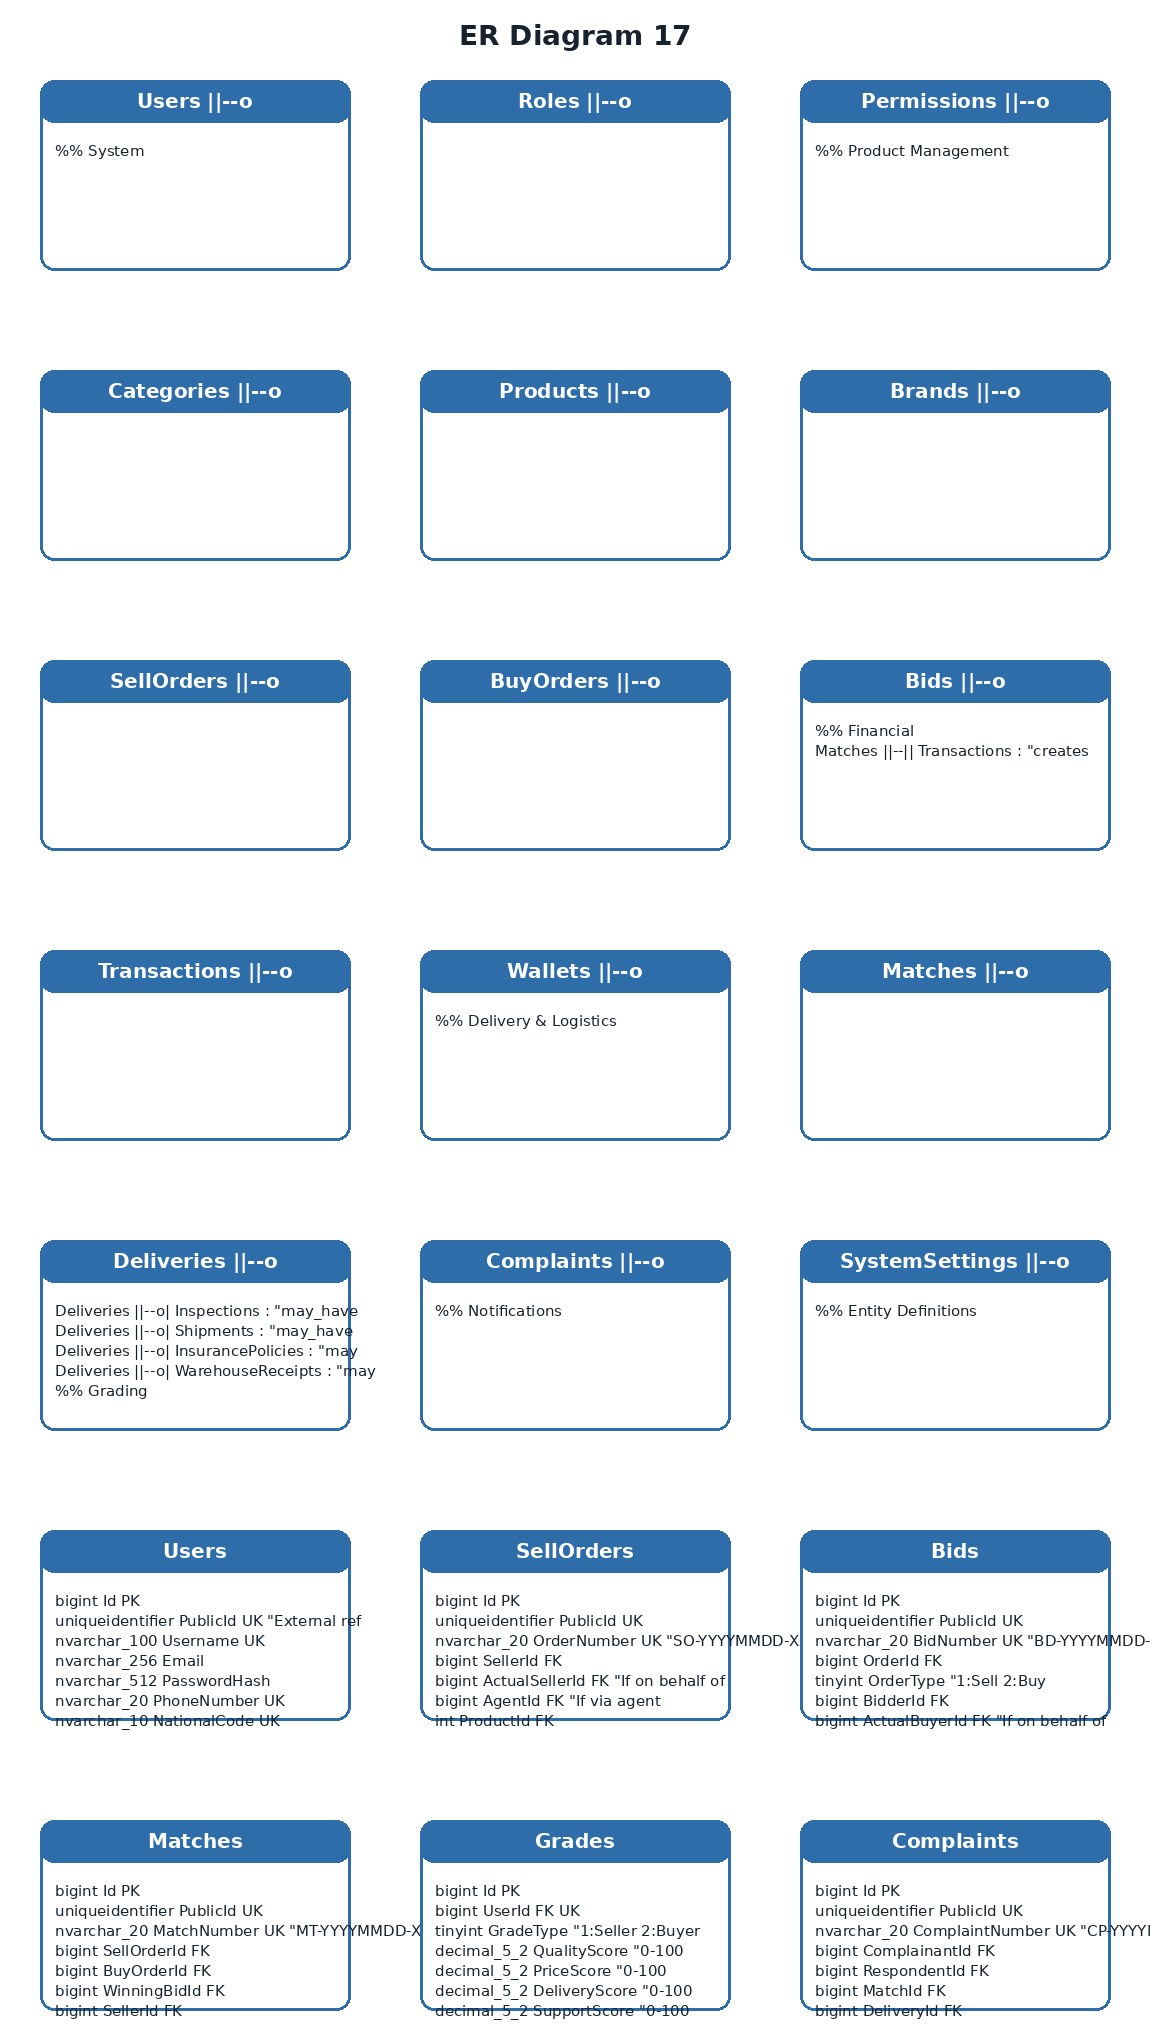 ER Diagram 17
Users ||--o
%% System
Roles ||--o
Permissions ||--o
%% Product Management
Categories ||--o
Products ||--o
Brands ||--o
SellOrders ||--o
BuyOrders ||--o
Bids ||--o
%% Financial
Matches ||--|| Transactions : "creates
Transactions ||--o
Wallets ||--o
%% Delivery & Logistics
Matches ||--o
Deliveries ||--o
Deliveries ||--o| Inspections : "may_have
Deliveries ||--o| Shipments : "may_have
Deliveries ||--o| InsurancePolicies : "may
Deliveries ||--o| WarehouseReceipts : "may
%% Grading
Complaints ||--o
%% Notifications
SystemSettings ||--o
%% Entity Definitions
Users
bigint Id PK
uniqueidentifier PublicId UK "External ref
nvarchar_100 Username UK
nvarchar_256 Email
nvarchar_512 PasswordHash
nvarchar_20 PhoneNumber UK
nvarchar_10 NationalCode UK
SellOrders
bigint Id PK
uniqueidentifier PublicId UK
nvarchar_20 OrderNumber UK "SO-YYYYMMDD-X
bigint SellerId FK
bigint ActualSellerId FK "If on behalf of
bigint AgentId FK "If via agent
int ProductId FK
Bids
bigint Id PK
uniqueidentifier PublicId UK
nvarchar_20 BidNumber UK "BD-YYYYMMDD-
bigint OrderId FK
tinyint OrderType "1:Sell 2:Buy
bigint BidderId FK
bigint ActualBuyerId FK "If on behalf of
Matches
bigint Id PK
uniqueidentifier PublicId UK
nvarchar_20 MatchNumber UK "MT-YYYYMMDD-X
bigint SellOrderId FK
bigint BuyOrderId FK
bigint WinningBidId FK
bigint SellerId FK
Grades
bigint Id PK
bigint UserId FK UK
tinyint GradeType "1:Seller 2:Buyer
decimal_5_2 QualityScore "0-100
decimal_5_2 PriceScore "0-100
decimal_5_2 DeliveryScore "0-100
decimal_5_2 SupportScore "0-100
Complaints
bigint Id PK
uniqueidentifier PublicId UK
nvarchar_20 ComplaintNumber UK "CP-YYYY
bigint ComplainantId FK
bigint RespondentId FK
bigint MatchId FK
bigint DeliveryId FK